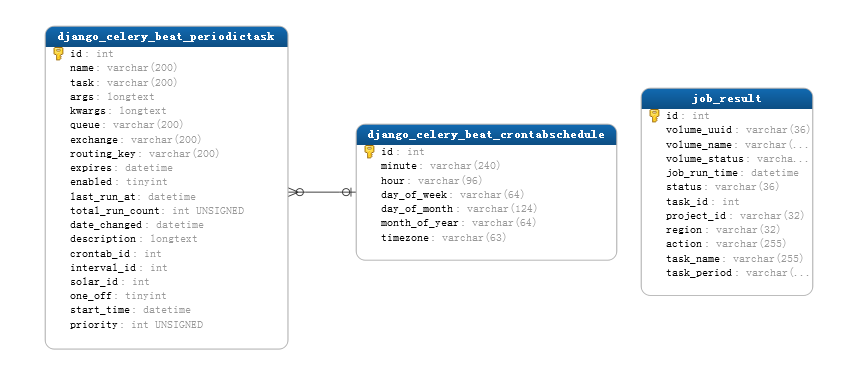 django_celery_beat_periodictask
id: int
name: varchar(200)
task: varchar(200)
args: longtext
kwargs: longtext
queue: varchar(200)
exchange: varchar(200)
routing_key: varchar(200)
expires: datetime
enabled: tinyint
last_run_at: datetime
total_run_count: int UNSIGNED
date_changed: datetime
description: longtext
crontab_id: int
interval_id: int
solar_id: int
one_off: tinyint
start_time: datetime
priority: int UNSIGNED
django_celery_beat_crontabschedule
id: int
minute: varchar(240)
hour: varchar(96)
day_of_week: varchar(64)
day_of_month: varchar(124)
month_of_year: varchar(64)
timezone: varchar(63)
job_result
id: int
volume_uuid: varchar(36)
volume_name: varchar(...
volume_status: varcha...
job_run_time: datetime
status: varchar(36)
task_id: int
project_id: varchar(32)
region: varchar(32)
action: varchar(255)
task_name: varchar(255)
task_period: varchar(...